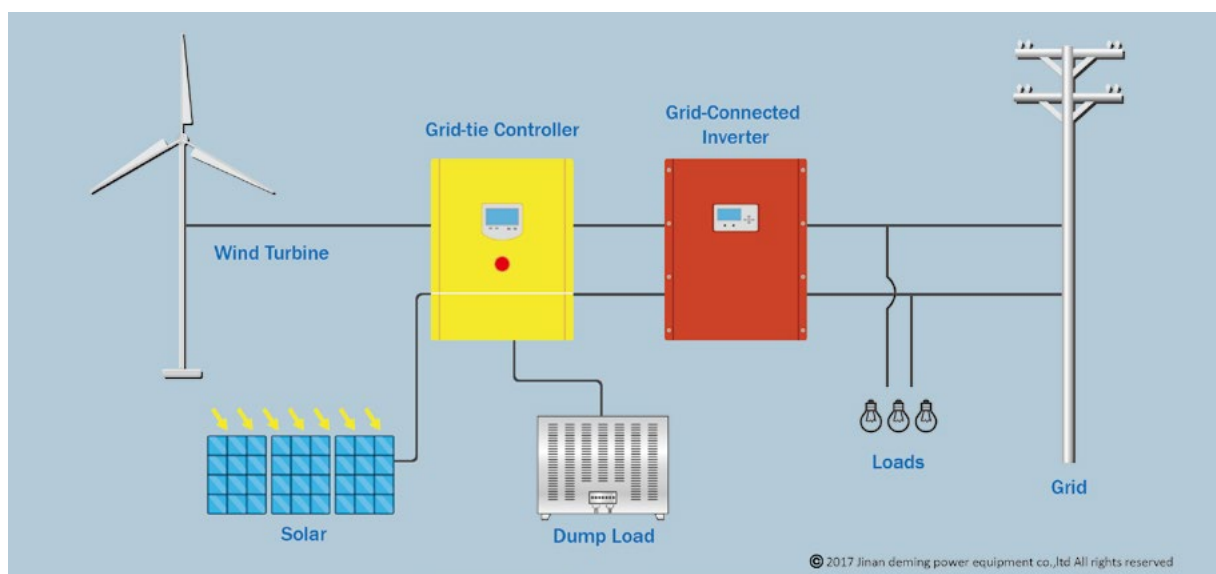 Grid-Connected
Inverter
Grid-tie Controller
Wind Turbine
Loads
Grid
Solar
Dump Load
© 2017 Jinan deming power equipment co.,ltd All rights reserved